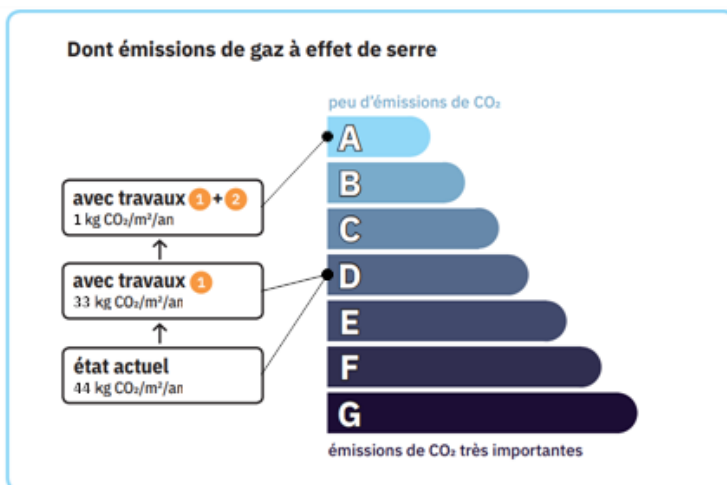 Dont émissions de gaz à effet de serre
peu d'émissions de CO₂
A
B
C
D
E
F
G
émissions de CO₂ très importantes
avec travaux 1 + 2
1 kg CO₂/m²/an
avec travaux 1
33 kg CO₂/m²/an
état actuel
44 kg CO₂/m²/an